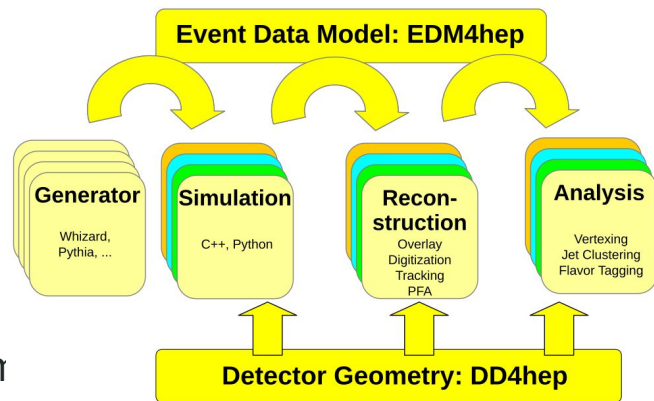 Event Data Model: EDM4hep
Generator
Whizard,
Pythia, ...
Simulation
C++, Python
Recon-
struction
Overlay
Digitization
Tracking
PFA
Analysis
Vertexing
Jet Clustering
Flavor Tagging
Detector Geometry: DD4hep